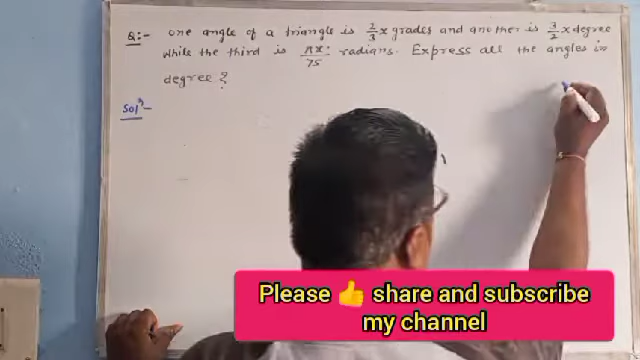 Q:- One angle of a triangle is 2/3 x grades and another is 3/2 x degree
while the third is πx/75 radians. Express all the angles in
degree?
Sol^n-
Please 👍 share and subscribe
my channel